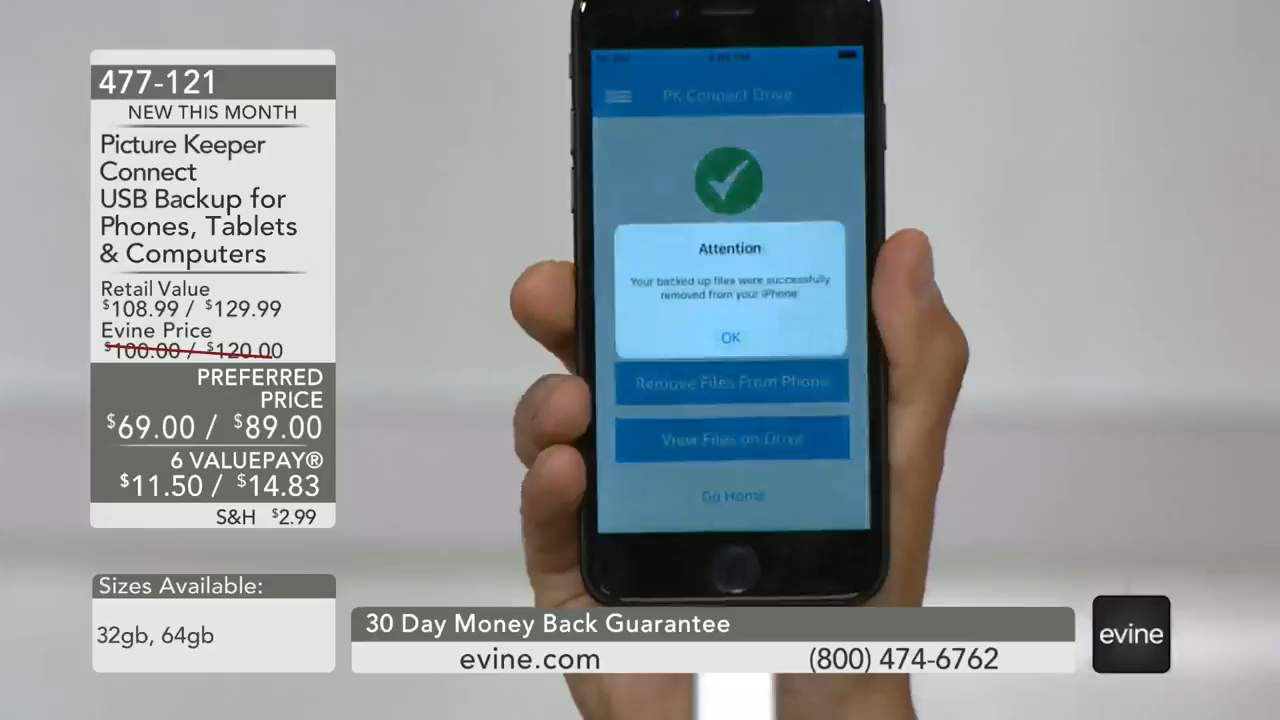 477-121
NEW THIS MONTH
Picture Keeper
Connect
USB Backup for
Phones, Tablets
& Computers
Retail Value
$108.99 / $129.99
Evine Price
$100.00 / $120.00
PREFERRED
PRICE
$69.00 / $89.00
6 VALUEPAY®
$11.50 / $14.83
S&H $2.99
Sizes Available:
32gb, 64gb
PK Connect Drive
Attention
Your backed up files were successfully
removed from your iPhone
OK
Remove Files From Phone
View Files on Drive
Go Home
30 Day Money Back Guarantee
evine.com
(800) 474-6762
evine